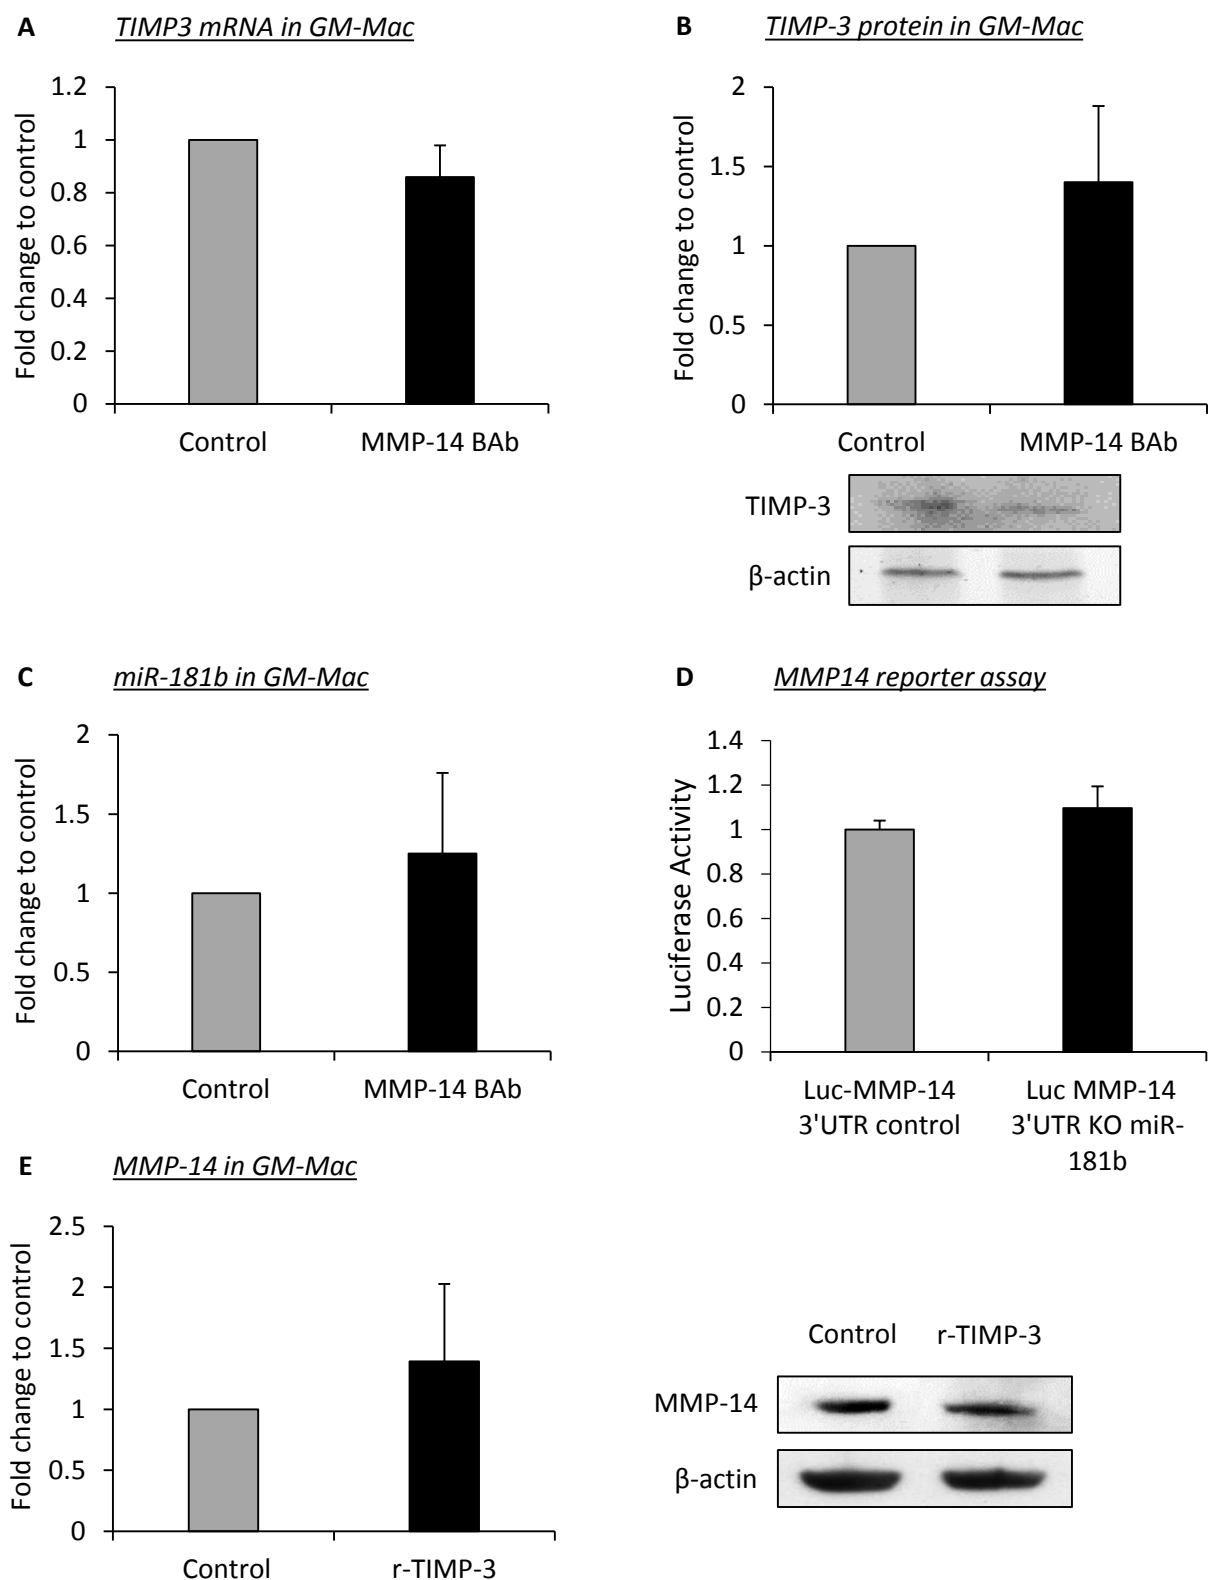 A TIMP3 mRNA in GM-Mac
Fold change to control
1.2
1
0.8
0.6
0.4
0.2
0
Control MMP-14 BAb
B TIMP-3 protein in GM-Mac
Fold change to control
2
1.5
1
0.5
0
Control MMP-14 BAb
TIMP-3
β-actin
C miR-181b in GM-Mac
Fold change to control
2
1.5
1
0.5
0
Control MMP-14 BAb
D MMP14 reporter assay
Luciferase Activity
1.4
1.2
1
0.8
0.6
0.4
0.2
0
Luc-MMP-14
3'UTR control
Luc MMP-14
3'UTR KO miR-
181b
E MMP-14 in GM-Mac
Fold change to control
2.5
2
1.5
1
0.5
0
Control r-TIMP-3
Control r-TIMP-3
MMP-14
β-actin